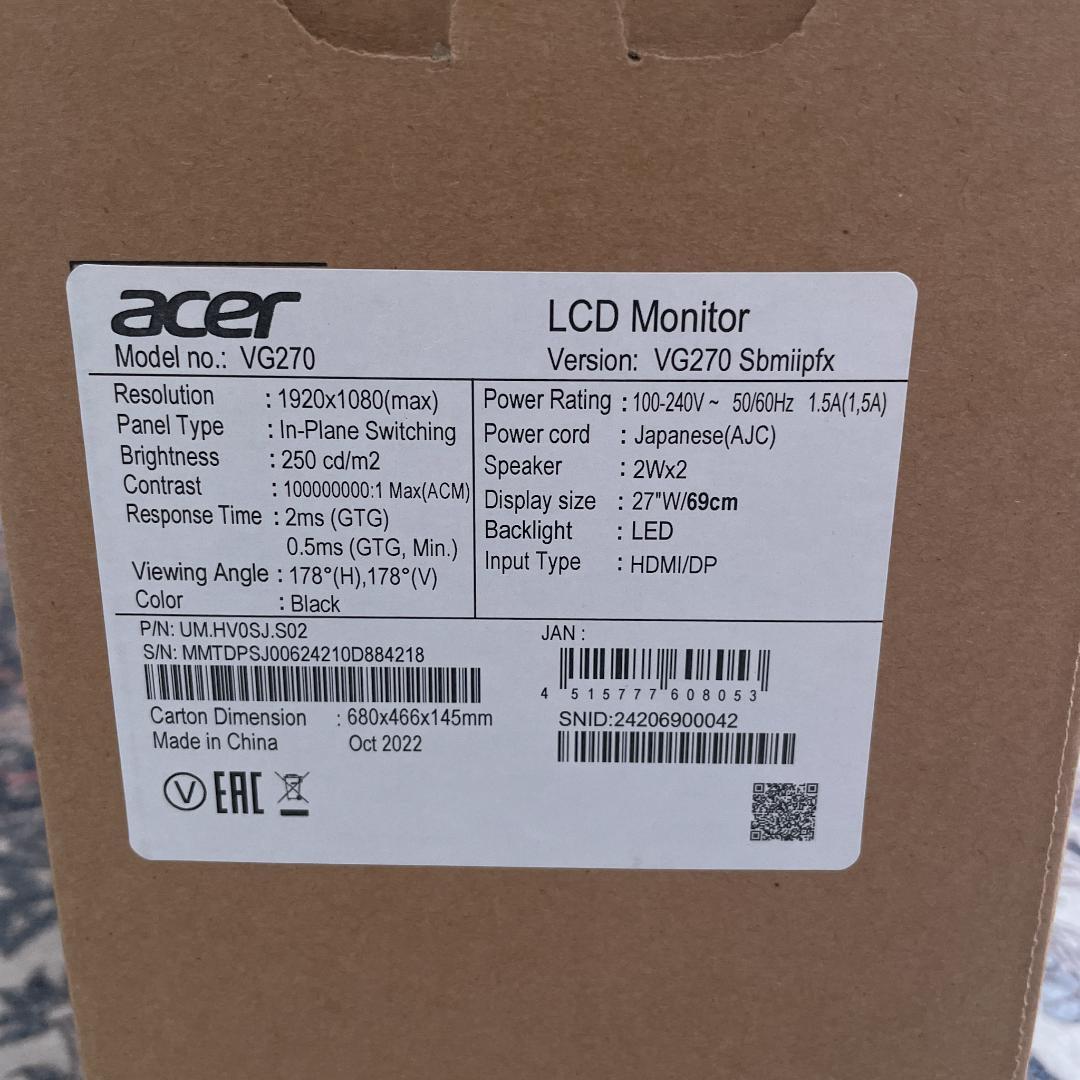 acer
LCD Monitor
Model no.: VG270
Version: VG270 Sbmiipfx
Resolution : 1920x1080(max)
Panel Type : In-Plane Switching
Brightness : 250 cd/m2
Contrast : 100000000:1 Max(ACM)
Response Time : 2ms (GTG)
0.5ms (GTG, Min.)
Viewing Angle : 178°(H),178°(V)
Color : Black
Power Rating : 100-240V ~ 50/60Hz 1.5A(1,5A)
Power cord : Japanese(AJC)
Speaker : 2Wx2
Display size : 27"W/69cm
Backlight : LED
Input Type : HDMI/DP
P/N: UM.HV0SJ.S02
S/N: MMTDPSJ00624210D884218
Carton Dimension : 680x466x145mm
Made in China Oct 2022
V EAC
JAN :
4 515777 608053
SNID:24206900042